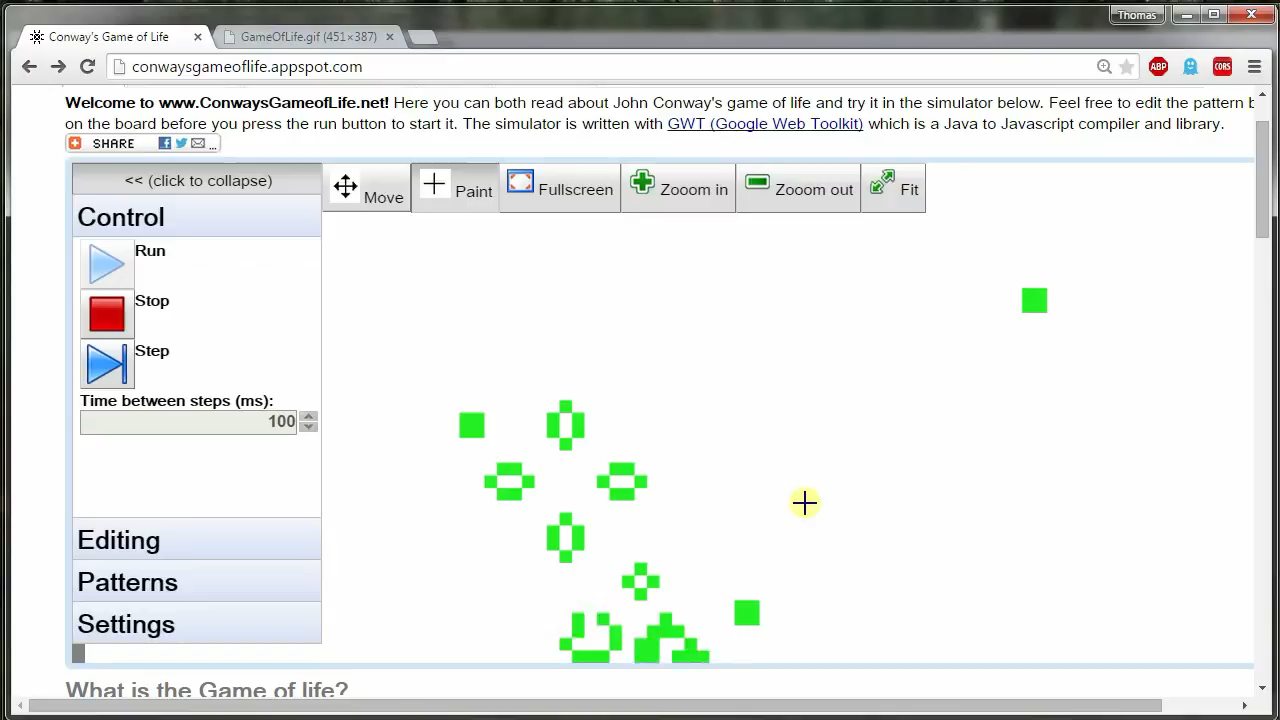 Thomas
Conway's Game of Life
GameOfLife.gif (451×387)
conwaysgameoflife.appspot.com
ABP
CORS
Welcome to www.ConwaysGameofLife.net! Here you can both read about John Conway's game of life and try it in the simulator below. Feel free to edit the pattern b
on the board before you press the run button to start it. The simulator is written with GWT (Google Web Toolkit) which is a Java to Javascript compiler and library.
SHARE ...
<< (click to collapse)
Move
Paint
Fullscreen
Zooom in
Zooom out
Fit
Control
Run
Stop
Step
Time between steps (ms):
100
Editing
Patterns
Settings
What is the Game of life?